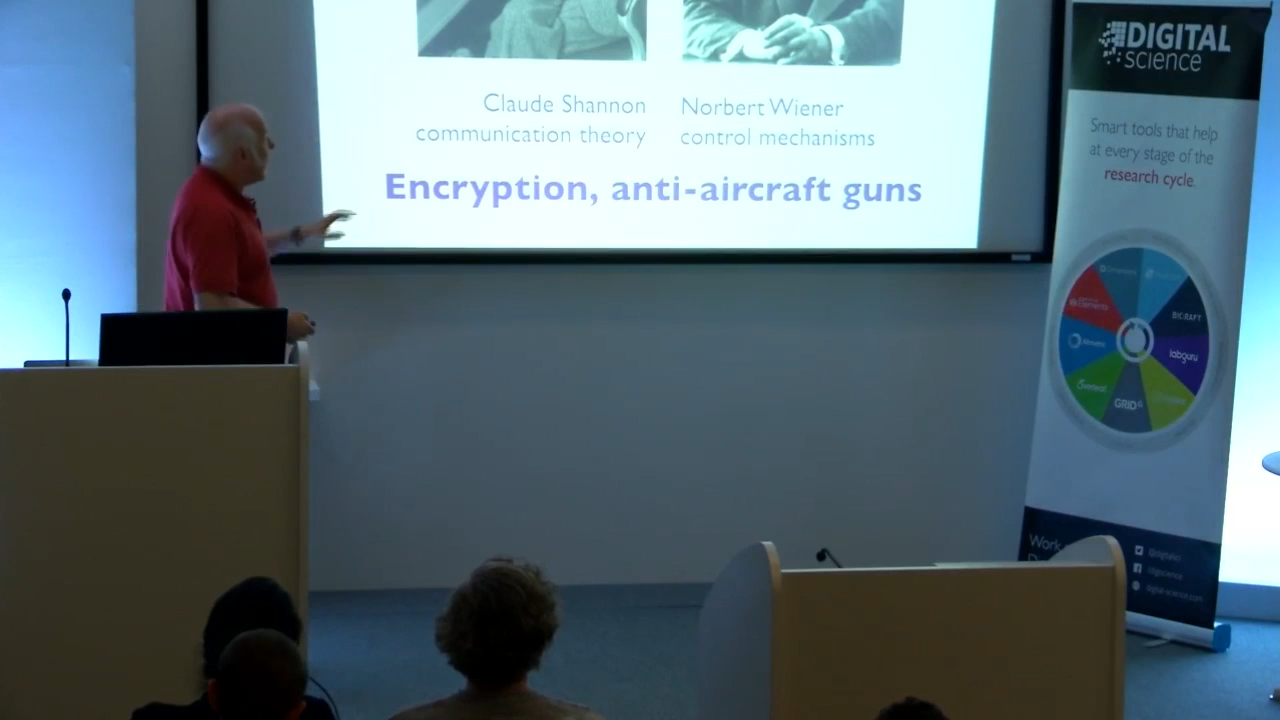 Claude Shannon
communication theory
Norbert Wiener
control mechanisms
Encryption, anti-aircraft guns
DIGITAL
science
Smart tools that help
at every stage of the
research cycle.
BIORAFT
labguru
GRID
Work